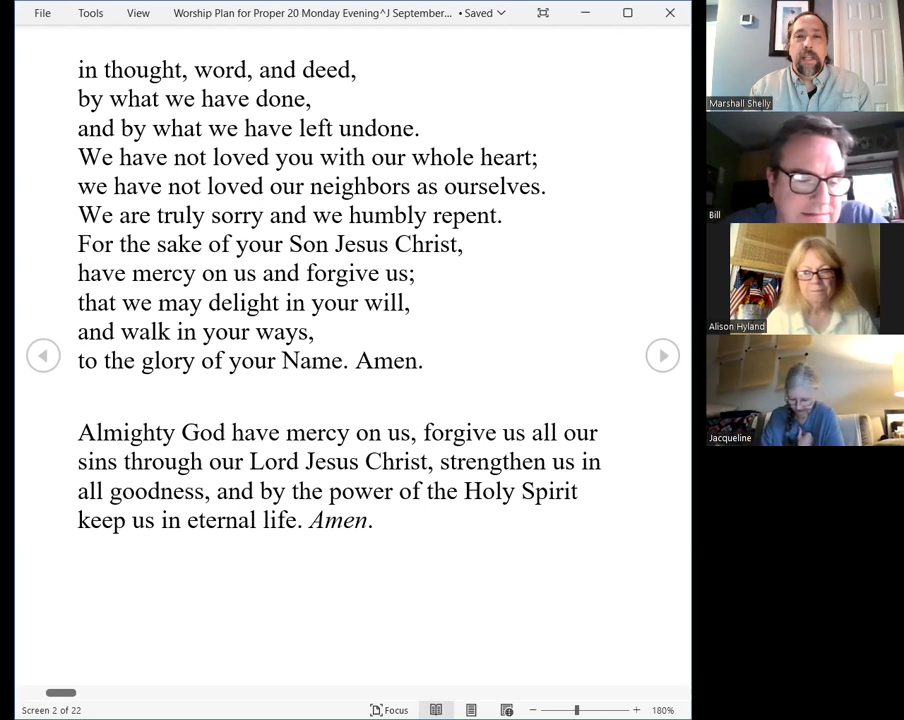 File Tools View Worship Plan for Proper 20 Monday Evening^J September... • Saved
in thought, word, and deed,
by what we have done,
and by what we have left undone.
We have not loved you with our whole heart;
we have not loved our neighbors as ourselves.
We are truly sorry and we humbly repent.
For the sake of your Son Jesus Christ,
have mercy on us and forgive us;
that we may delight in your will,
and walk in your ways,
to the glory of your Name. Amen.
Almighty God have mercy on us, forgive us all our
sins through our Lord Jesus Christ, strengthen us in
all goodness, and by the power of the Holy Spirit
keep us in eternal life. Amen.
Screen 2 of 22 Focus 180%
Marshall Shelly
Bill
Alison Hyland
Jacqueline